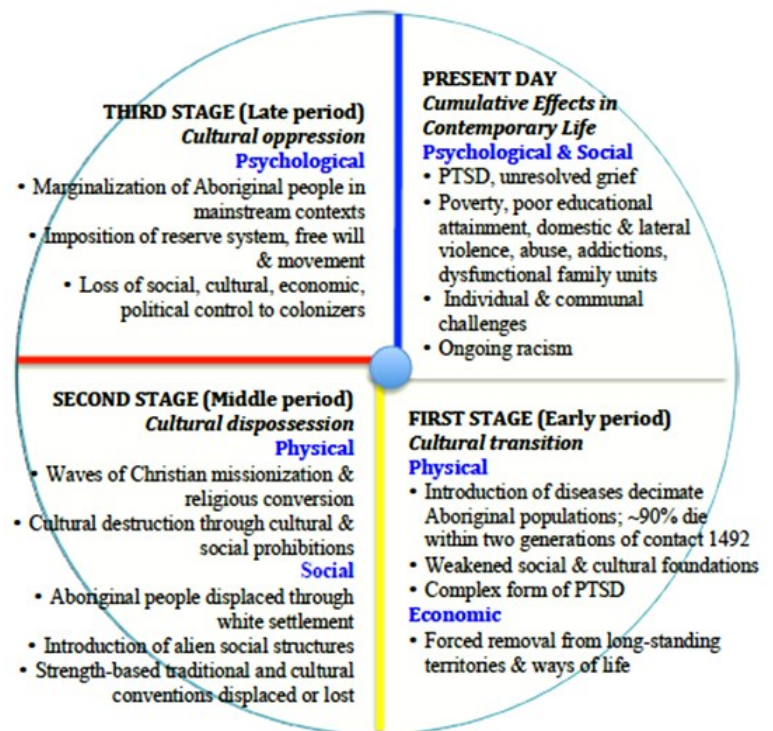 THIRD STAGE (Late period)
Cultural oppression
Psychological
• Marginalization of Aboriginal people in
mainstream contexts
• Imposition of reserve system, free will
& movement
• Loss of social, cultural, economic,
political control to colonizers
PRESENT DAY
Cumulative Effects in
Contemporary Life
Psychological & Social
• PTSD, unresolved grief
• Poverty, poor educational
attainment, domestic & lateral
violence, abuse, addictions,
dysfunctional family units
• Individual & communal
challenges
• Ongoing racism
SECOND STAGE (Middle period)
Cultural dispossession
Physical
• Waves of Christian missionization &
religious conversion
• Cultural destruction through cultural &
social prohibitions
Social
• Aboriginal people displaced through
white settlement
• Introduction of alien social structures
• Strength-based traditional and cultural
conventions displaced or lost
FIRST STAGE (Early period)
Cultural transition
Physical
• Introduction of diseases decimate
Aboriginal populations; ~90% die
within two generations of contact 1492
• Weakened social & cultural foundations
• Complex form of PTSD
Economic
• Forced removal from long-standing
territories & ways of life